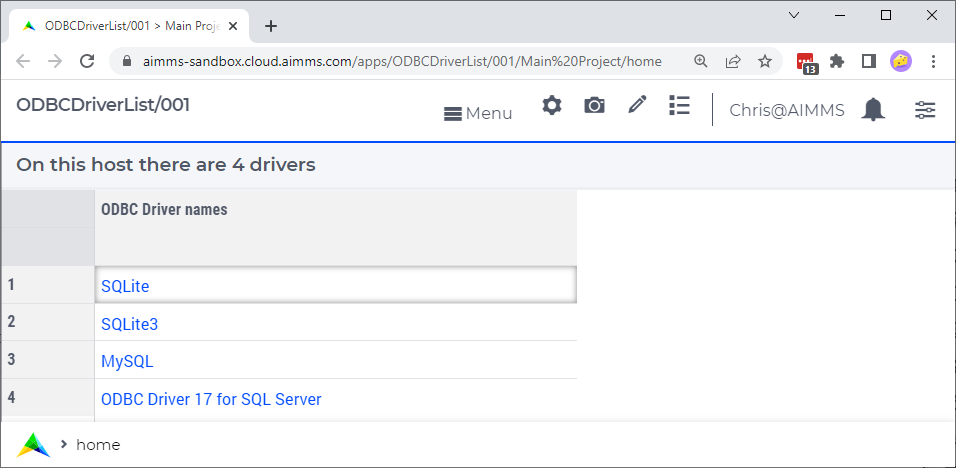 ODBCDriverList/001 > Main Proje
aimms-sandbox.cloud.aimms.com/apps/ODBCDriverList/001/Main%20Project/home
13
ODBCDriverList/001
Menu
Chris@AIMMS
On this host there are 4 drivers
ODBC Driver names
1 SQLite
2 SQLite3
3 MySQL
4 ODBC Driver 17 for SQL Server
home